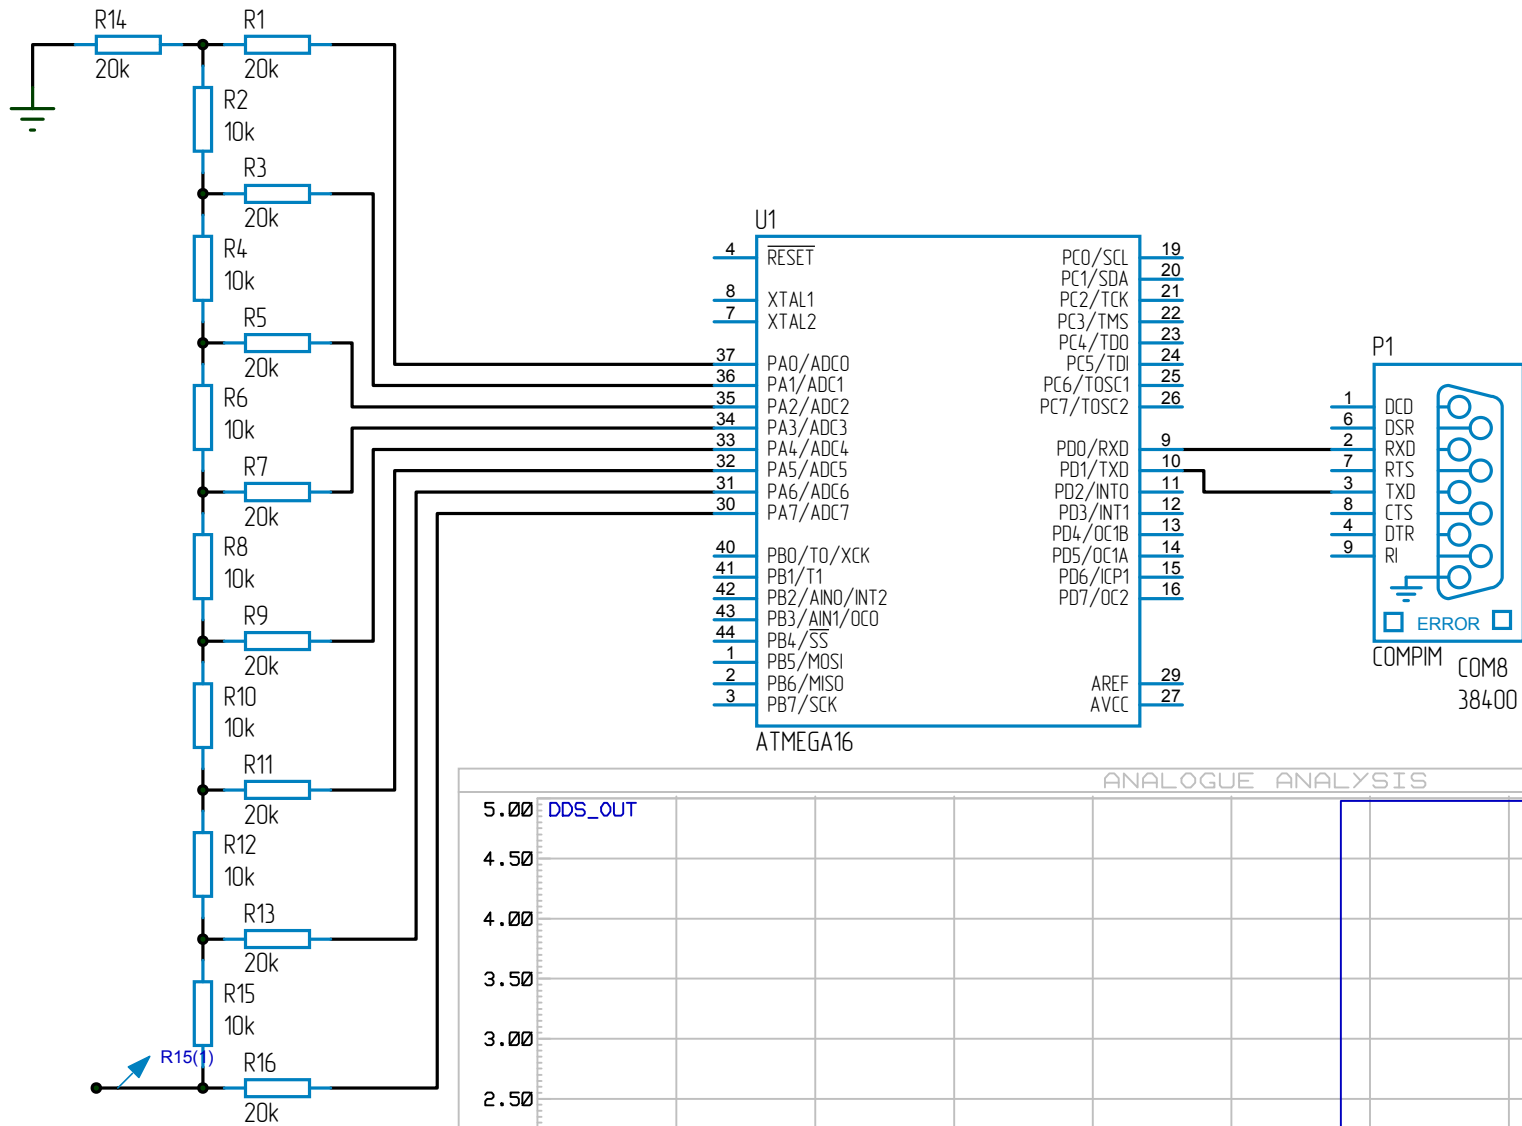 R14
20k
R1
20k
R2
10k
R3
20k
R4
10k
R5
20k
R6
10k
R7
20k
R8
10k
R9
20k
R10
10k
R11
20k
R12
10k
R13
20k
R15
10k
R15(1)
R16
20k
U1
4 RESET
8 XTAL1
7 XTAL2
37 PA0/ADC0
36 PA1/ADC1
35 PA2/ADC2
34 PA3/ADC3
33 PA4/ADC4
32 PA5/ADC5
31 PA6/ADC6
30 PA7/ADC7
40 PB0/T0/XCK
41 PB1/T1
42 PB2/AIN0/INT2
43 PB3/AIN1/OC0
44 PB4/SS
1 PB5/MOSI
2 PB6/MISO
3 PB7/SCK
PC0/SCL 19
PC1/SDA 20
PC2/TCK 21
PC3/TMS 22
PC4/TDO 23
PC5/TDI 24
PC6/TOSC1 25
PC7/TOSC2 26
PD0/RXD 9
PD1/TXD 10
PD2/INT0 11
PD3/INT1 12
PD4/OC1B 13
PD5/OC1A 14
PD6/ICP1 15
PD7/OC2 16
AREF 29
AVCC 27
ATMEGA16
P1
1 DCD
6 DSR
2 RXD
7 RTS
3 TXD
8 CTS
4 DTR
9 RI
ERROR
COMPIM
COM8
38400
ANALOGUE ANALYSIS
5.00 DDS_OUT
4.50
4.00
3.50
3.00
2.50